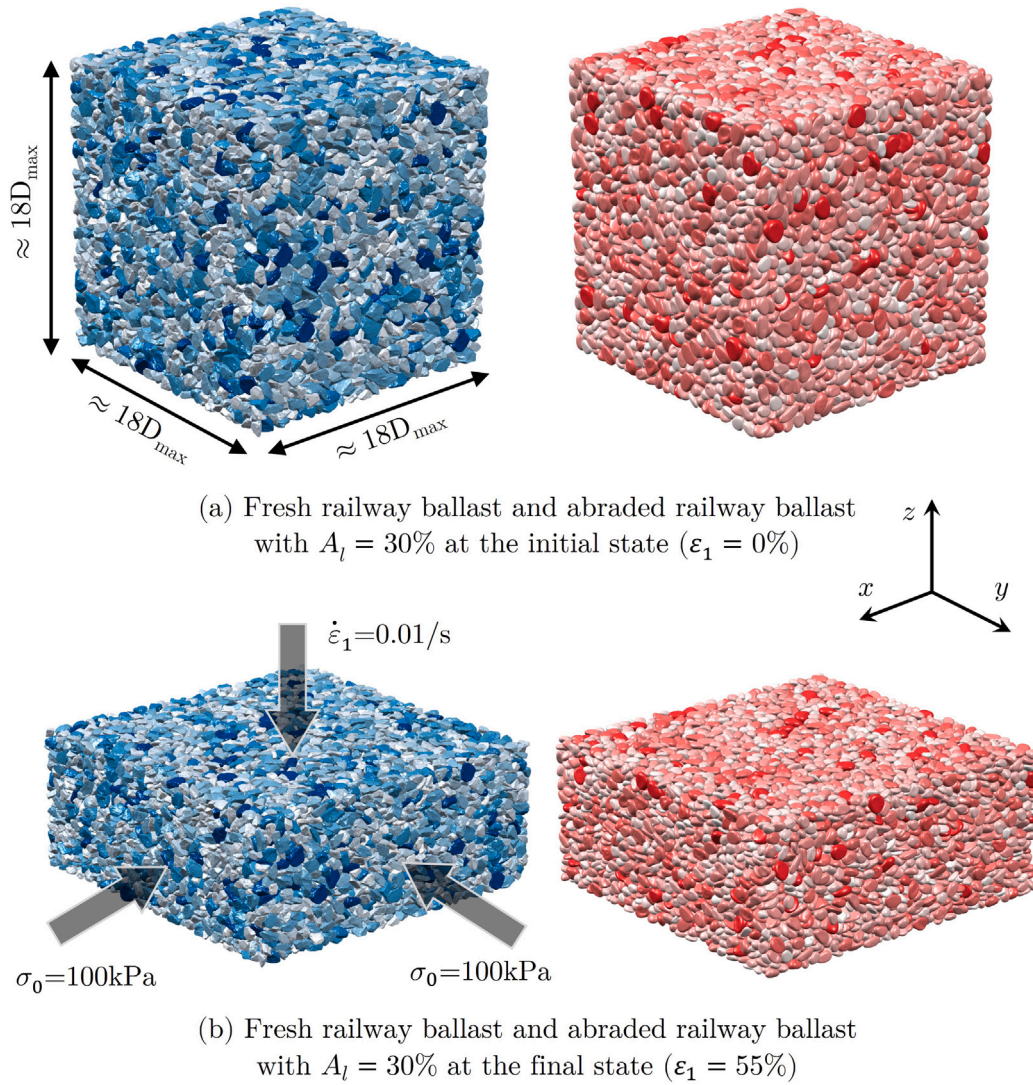 ≈ 18D_max
≈ 18D_max
≈ 18D_max
(a) Fresh railway ballast and abraded railway ballast
with A_l = 30% at the initial state (ε_1 = 0%)
z
x
y
ε̇_1=0.01/s
σ_0=100kPa
σ_0=100kPa
(b) Fresh railway ballast and abraded railway ballast
with A_l = 30% at the final state (ε_1 = 55%)